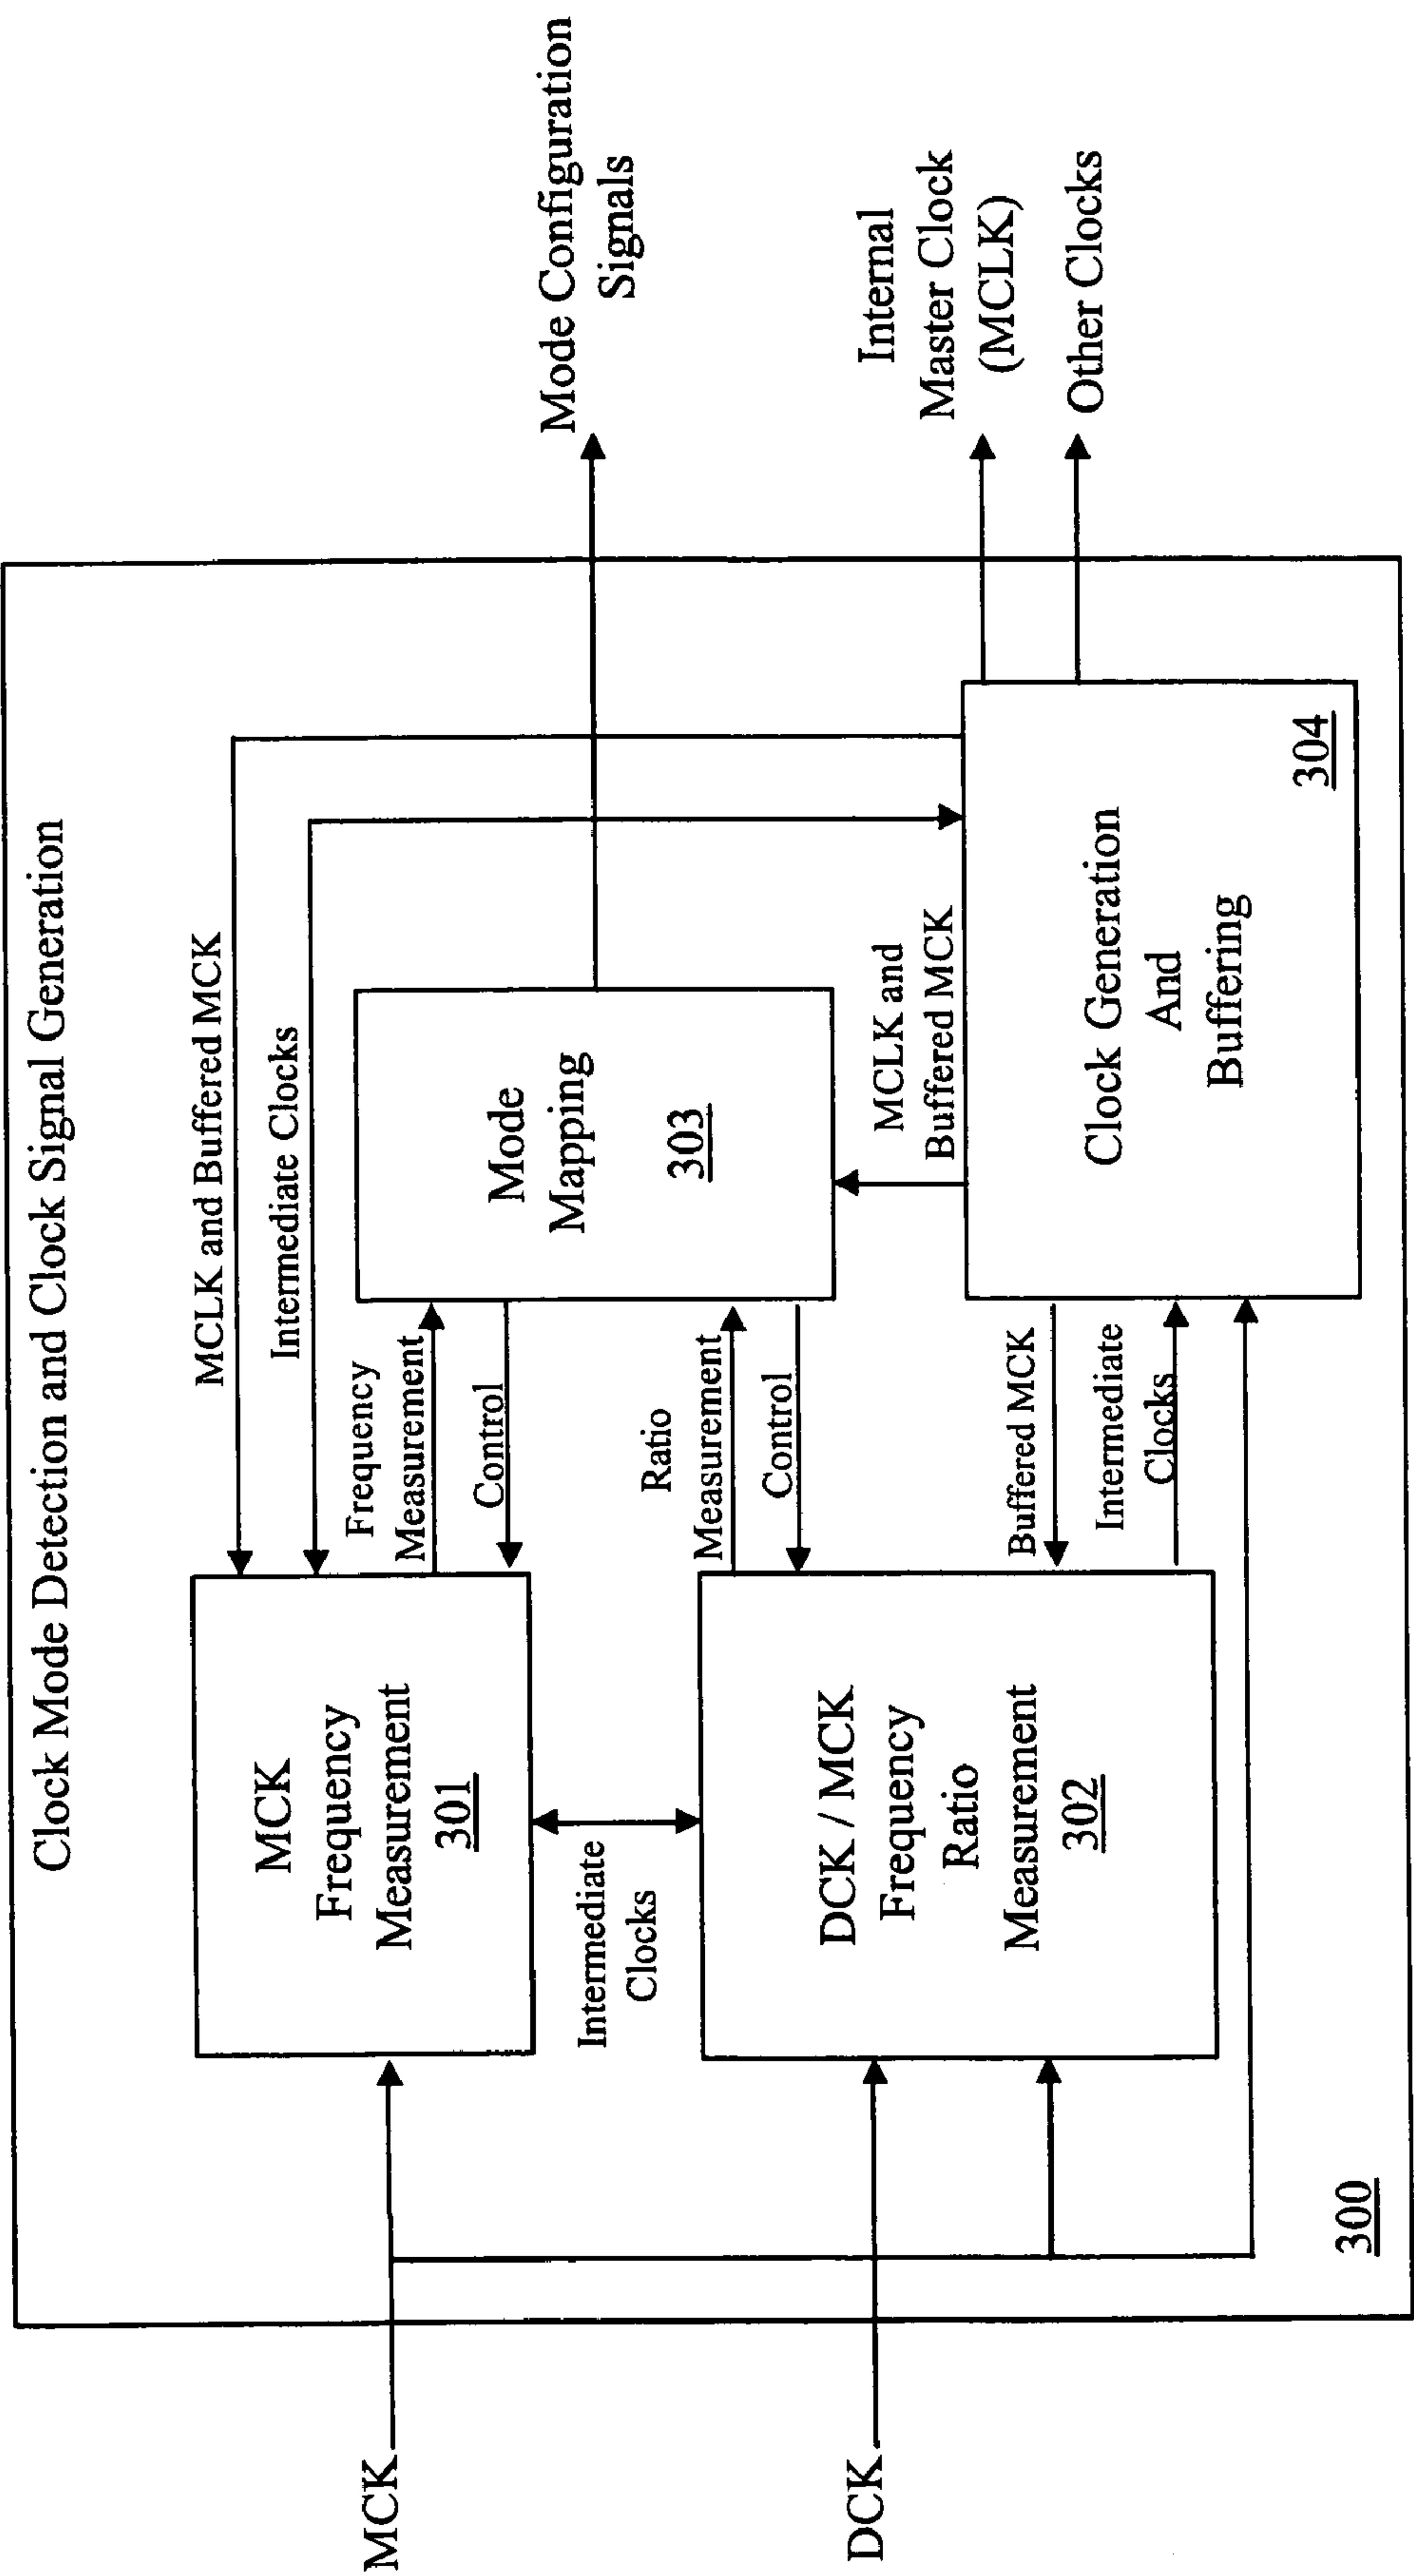 Clock Mode Detection and Clock Signal Generation
MCLK and Buffered MCK
Intermediate Clocks
MCK
MCK
Frequency
Measurement
301
Frequency
Measurement
Control
Mode
Mapping
303
Mode Configuration
Signals
Intermediate
Clocks
Ratio
Measurement
Control
DCK
DCK / MCK
Frequency
Ratio
Measurement
302
MCLK and
Buffered MCK
Buffered MCK
Intermediate
Clocks
Clock Generation
And
Buffering
304
Internal
Master Clock
(MCLK)
Other Clocks
300